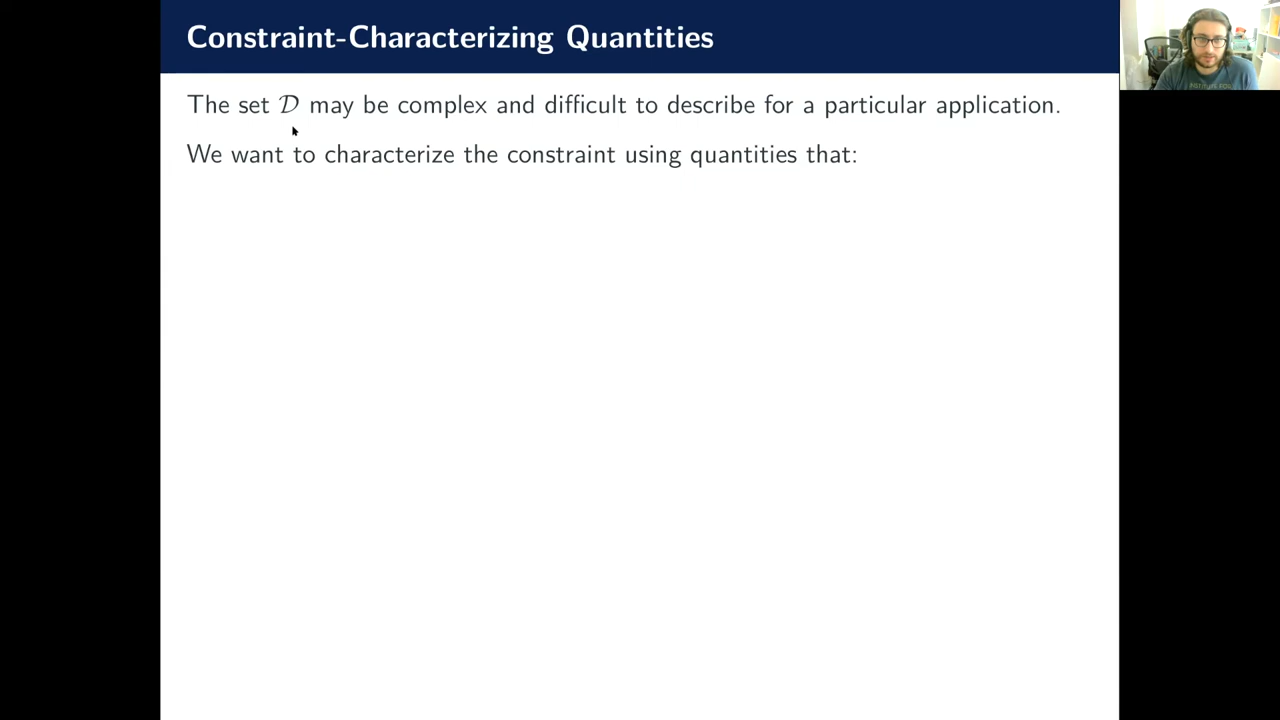 Constraint-Characterizing Quantities
The set 𝒟 may be complex and difficult to describe for a particular application.
We want to characterize the constraint using quantities that: